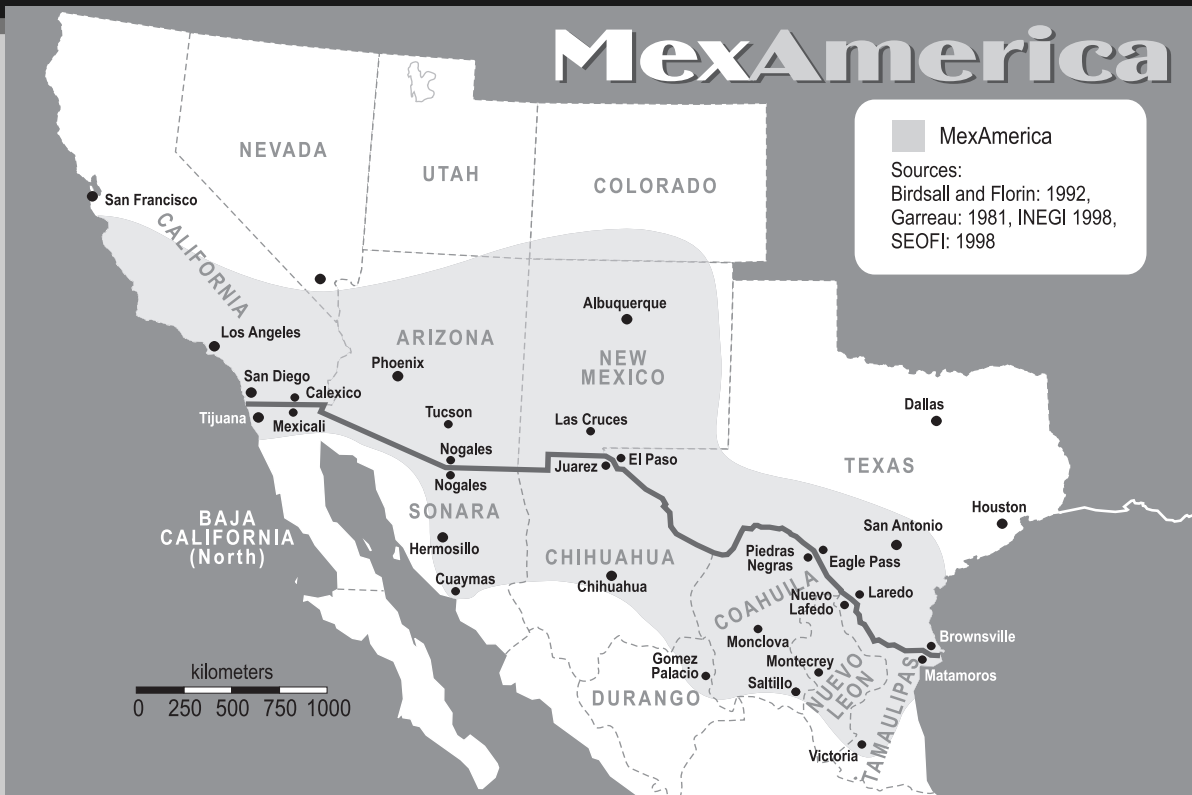 MexAmerica
MexAmerica
Sources:
Birdsall and Florin: 1992,
Garreau: 1981, INEGI 1998,
SEOFI: 1998
NEVADA
UTAH
COLORADO
San Francisco
CALIFORNIA
Albuquerque
Los Angeles
ARIZONA
NEW
MEXICO
Phoenix
San Diego
Calexico
Tijuana
Mexicali
Tucson
Las Cruces
Dallas
Nogales
Juarez
El Paso
TEXAS
Nogales
SONARA
Houston
BAJA
CALIFORNIA
(North)
San Antonio
Hermosillo
CHIHUAHUA
Piedras
Negras
Eagle Pass
Cuaymas
Chihuahua
COAHUILA
Nuevo
Lafedo
Laredo
Monclova
Brownsville
Gomez
Palacio
Montecrey
Matamoros
Saltillo
NUEVO
LEON
DURANGO
TAMAULIPAS
Victoria
kilometers
0 250 500 750 1000